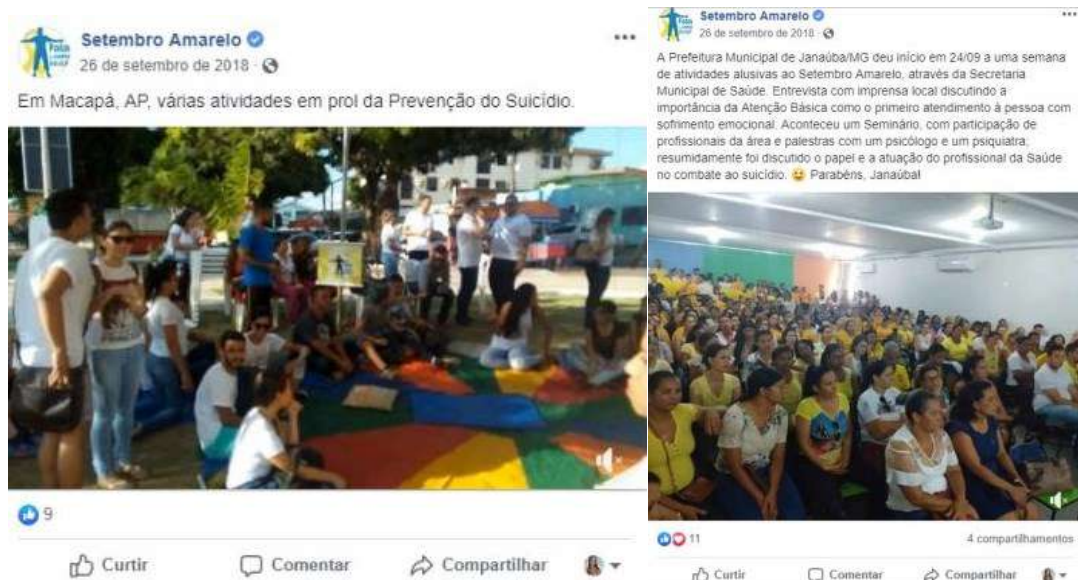 Setembro Amarelo
26 de setembro de 2018 ·
Em Macapá, AP, várias atividades em prol da Prevenção do Suicídio.
9
Curtir
Comentar
Compartilhar
Setembro Amarelo
26 de setembro de 2018 ·
A Prefeitura Municipal de Janaúba/MG deu início em 24/09 a uma semana
de atividades alusivas ao Setembro Amarelo, através da Secretaria
Municipal de Saúde. Entrevista com imprensa local discutindo a
importância da Atenção Básica como o primeiro atendimento à pessoa com
sofrimento emocional. Aconteceu um Seminário, com participação de
profissionais da área e palestras com um psicólogo e um psiquiatra;
resumidamente foi discutido o papel e a atuação do profissional da Saúde
no combate ao suicídio. 😀 Parabéns, Janaúba!
11
4 compartilhamentos
Curtir
Comentar
Compartilhar